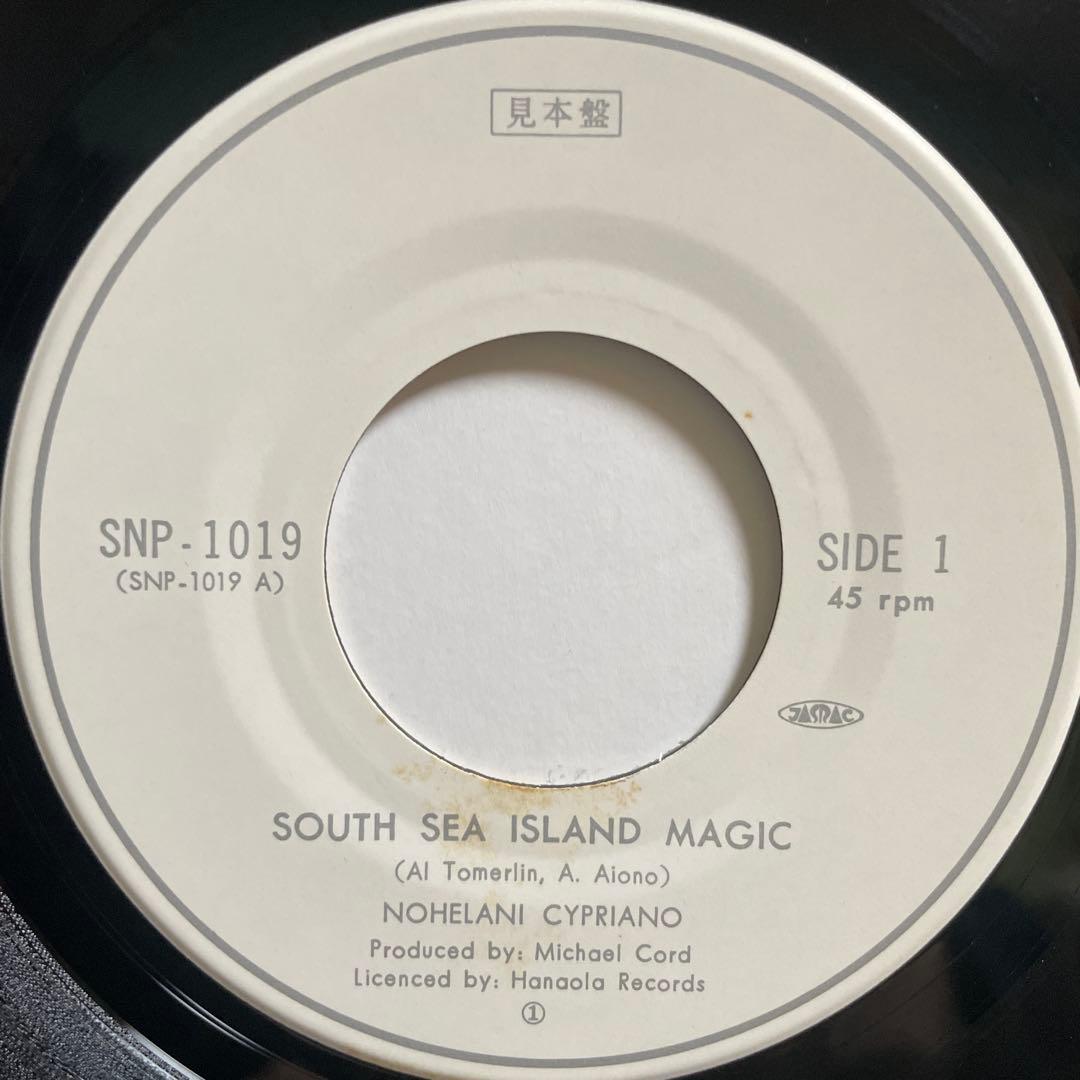 見本盤
SNP-1019
(SNP-1019 A)
SIDE 1
45 rpm
JASRAC
SOUTH SEA ISLAND MAGIC
(Al Tomerlin, A. Aiono)
NOHELANI CYPRIANO
Produced by: Michael Cord
Licenced by: Hanaola Records
①